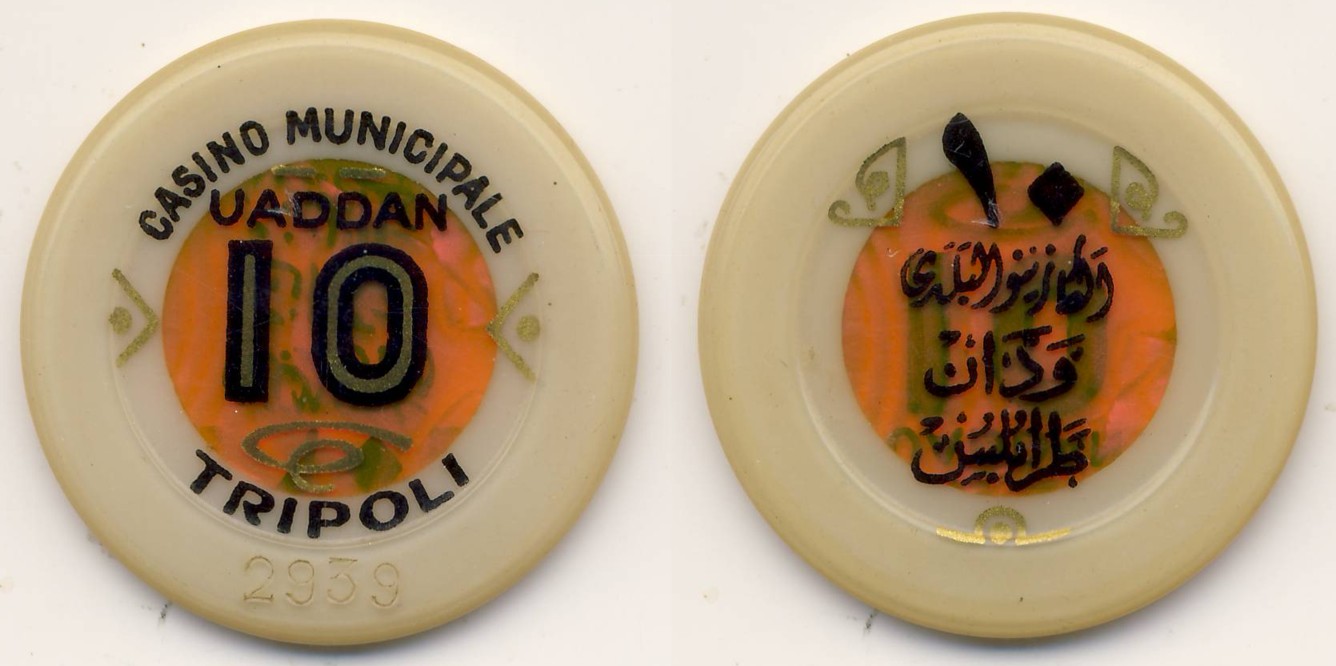 CASINO MUNICIPALE
UADDAN
10
TRIPOLI
2939
١٠
الكازينو البلدي
ودان
طرابلس